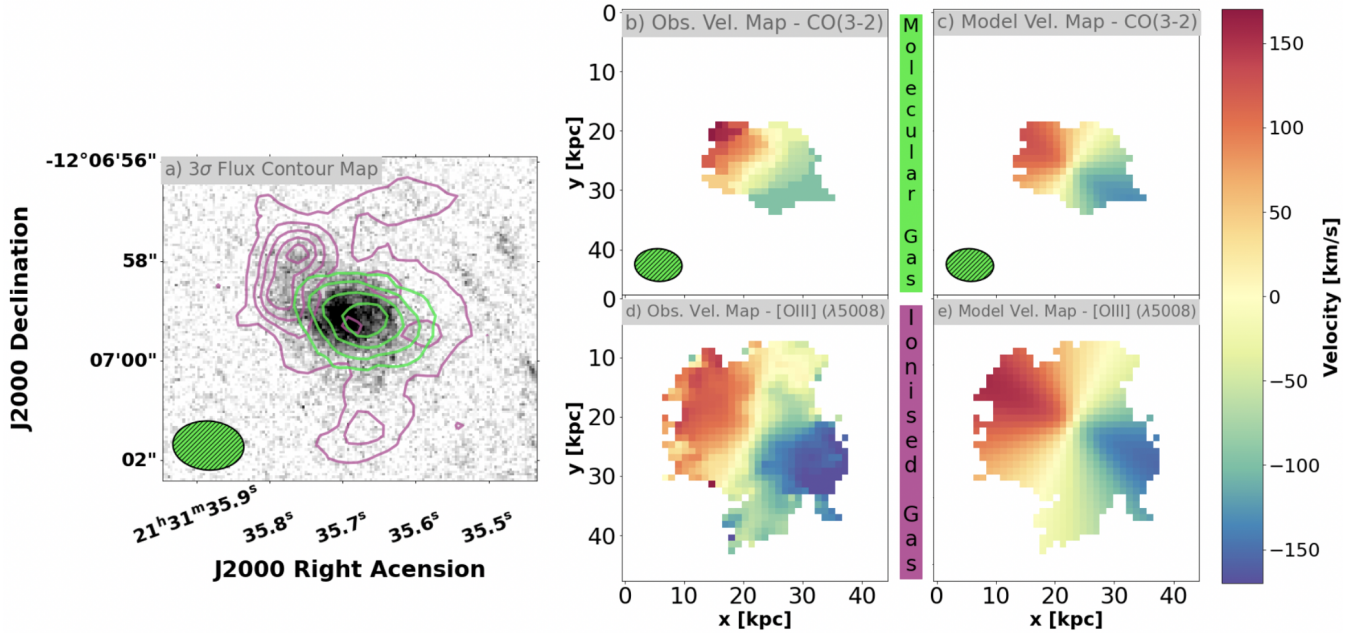 a) 3σ Flux Contour Map
-12°06'56"
58"
07'00"
02"
J2000 Declination
21ʰ31ᵐ35.9ˢ
35.8ˢ
35.7ˢ
35.6ˢ
35.5ˢ
J2000 Right Acension
b) Obs. Vel. Map - CO(3-2)
0
10
20
30
40
y [kpc]
Molecular Gas
c) Model Vel. Map - CO(3-2)
d) Obs. Vel. Map - [OIII] (λ5008)
0
10
20
30
40
y [kpc]
0
10
20
30
40
x [kpc]
Ionised Gas
e) Model Vel. Map - [OIII] (λ5008)
0
10
20
30
40
x [kpc]
150
100
50
0
−50
−100
−150
Velocity [km/s]